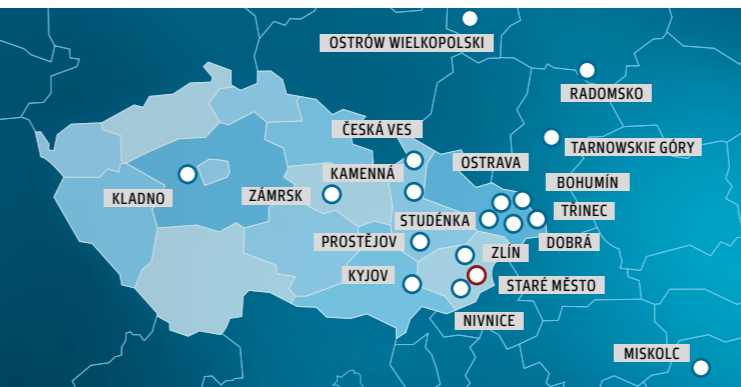 OSTRÓW WIELKOPOLSKI
RADOMSKO
ČESKÁ VES
TARNOWSKIE GÓRY
OSTRAVA
KAMENNÁ
BOHUMÍN
KLADNO
ZÁMRSK
TŘINEC
STUDÉNKA
PROSTĚJOV
DOBRÁ
ZLÍN
KYJOV
STARÉ MĚSTO
NIVNICE
MISKOLC